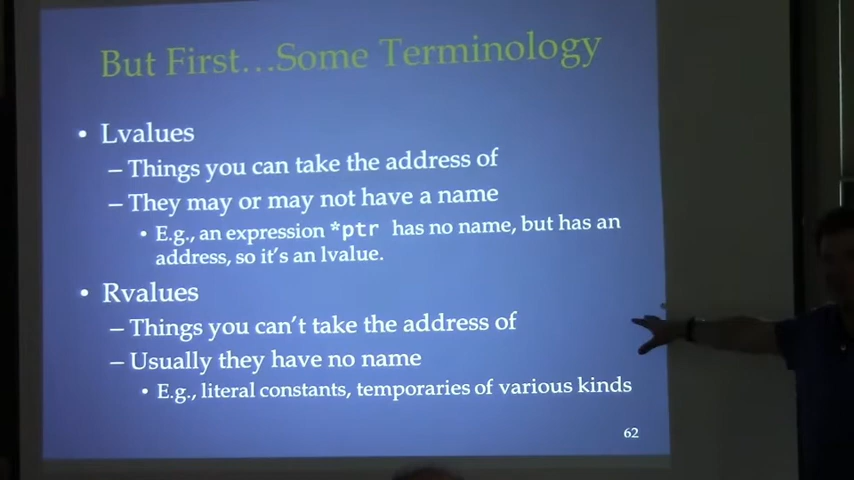 But First…Some Terminology
• Lvalues
– Things you can take the address of
– They may or may not have a name
• E.g., an expression *ptr has no name, but has an
address, so it's an lvalue.
• Rvalues
– Things you can't take the address of
– Usually they have no name
• E.g., literal constants, temporaries of various kinds
62